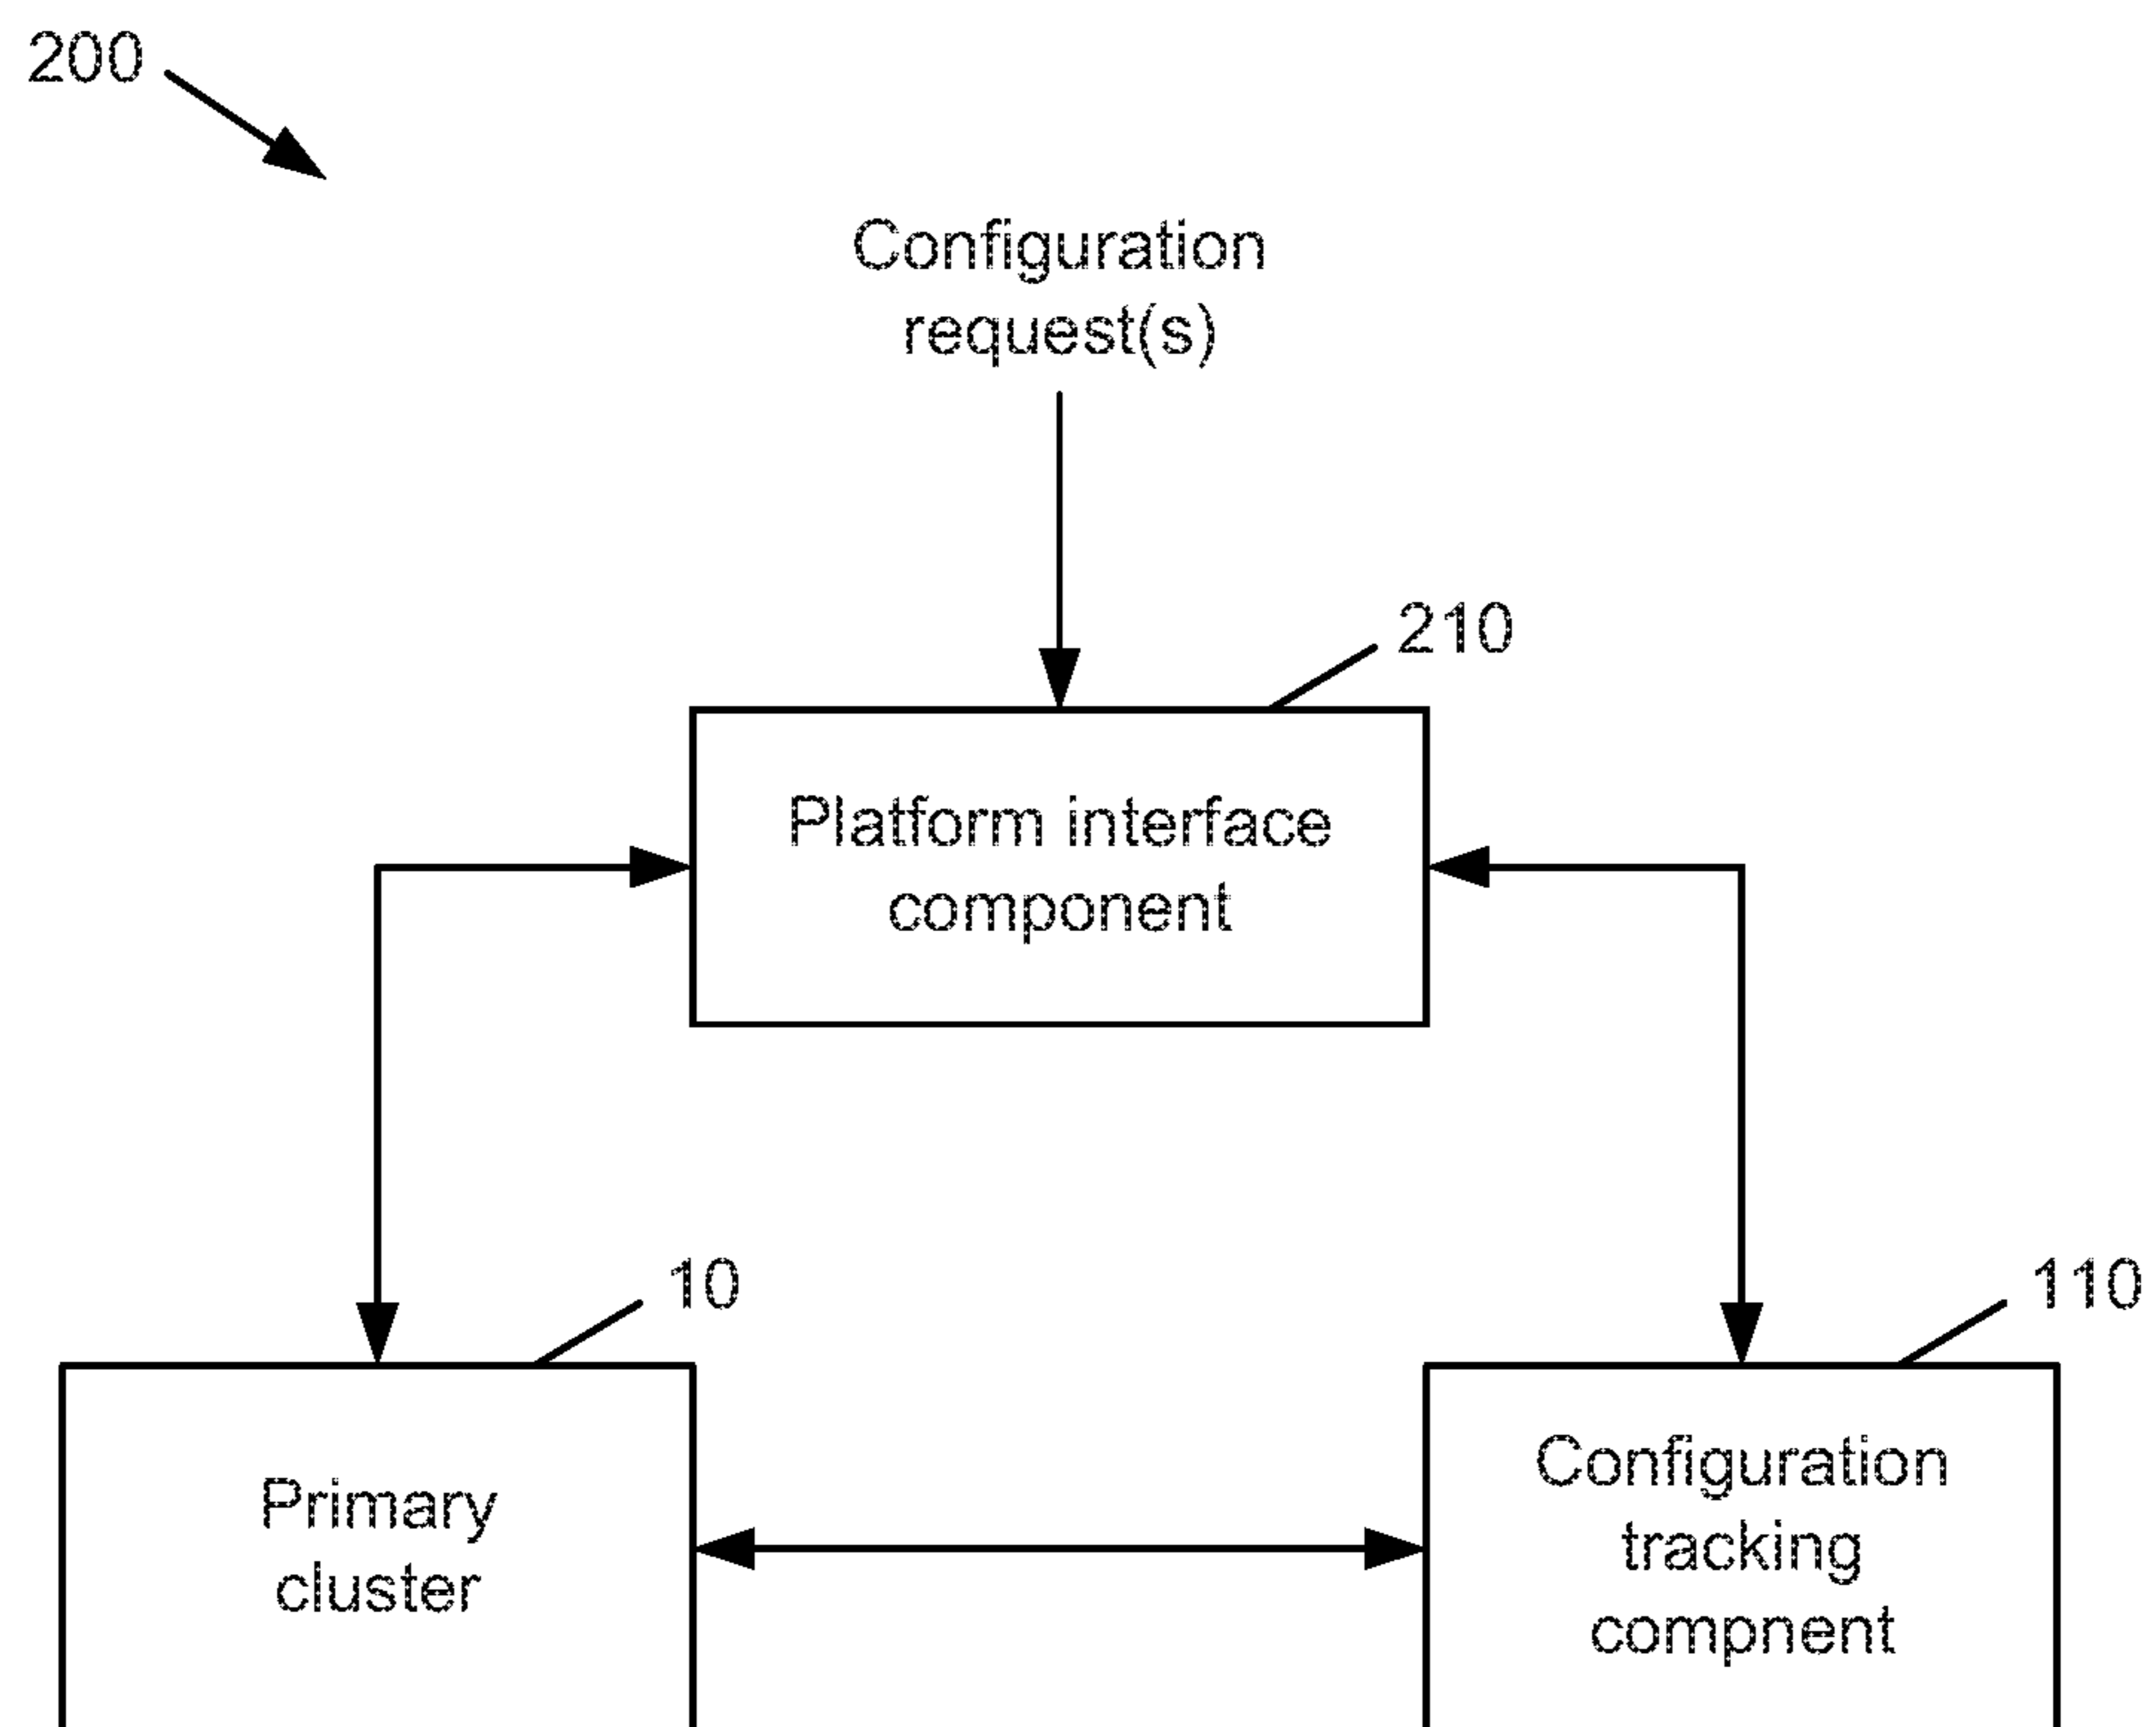 200
Configuration
request(s)
210
Platform interface
component
10
110
Primary
cluster
Configuration
tracking
compnent